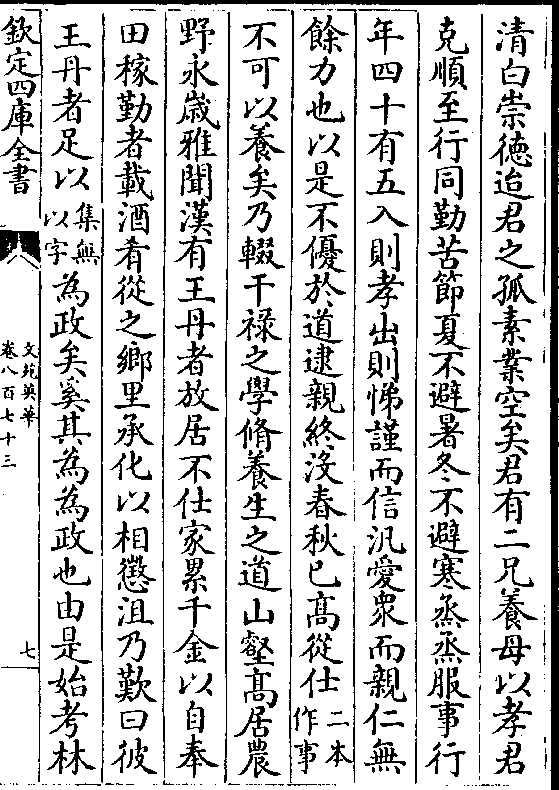 清白崇德迨君之孤素業空矣君有二兄養母以孝君
克順至行同勤苦節夏不避暑冬不避寒烝烝服事行
年四十有五入則孝出則悌謹而信汎愛衆而親仁無
餘力也以是不優於道逮親終沒春秋已髙從仕二本作事
不可以養矣乃輟干禄之學脩養生之道山壑髙居農
野永歲雅聞漢有王丹者放居不仕家累千金以自奉
田稼勤者載酒肴從之鄉里承化以相懲沮乃歎曰彼
王丹者足以集無以字為政矣奚其為為政也由是始考林
欽定四庫全書
文苑英華
卷八百七十三
七